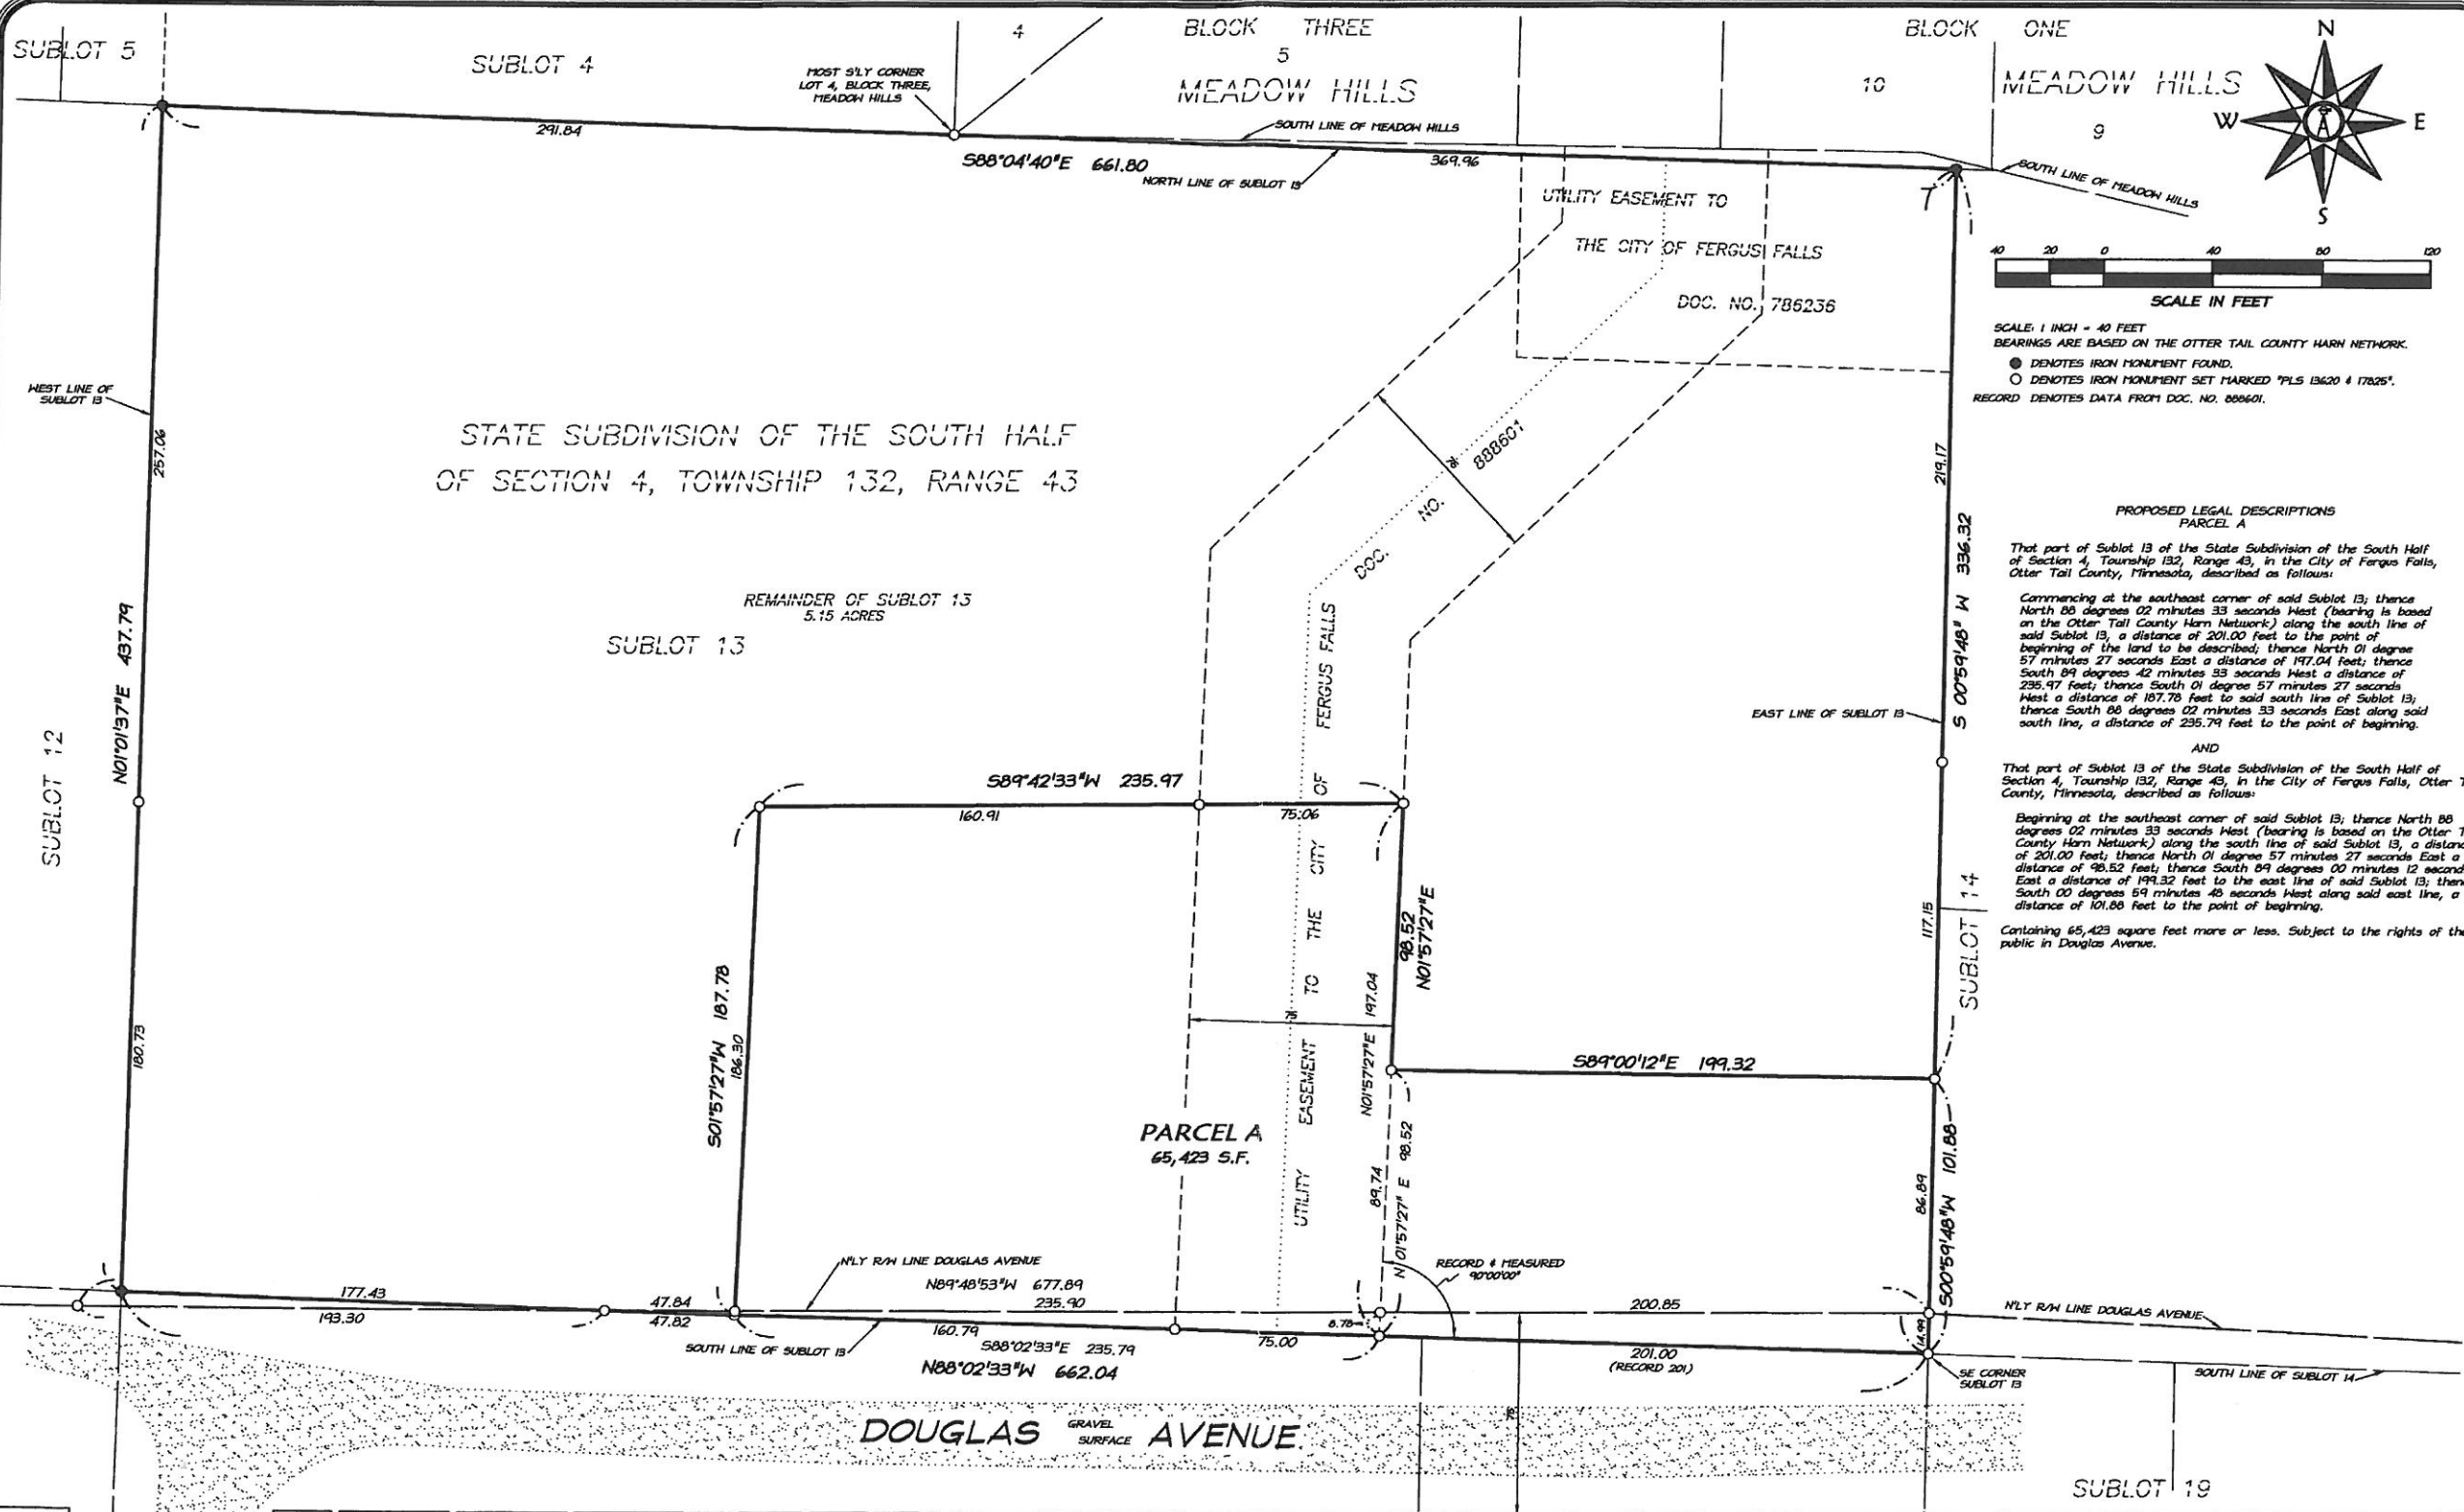 SUBLOT 5
SUBLOT 4
MOST S'LY CORNER
LOT 4, BLOCK THREE,
MEADOW HILLS
4
BLOCK THREE
5
MEADOW HILLS
BLOCK ONE
10
MEADOW HILLS
9
N
W
E
S
A
291.84
SOUTH LINE OF MEADOW HILLS
S88°04'40"E 661.80
369.96
NORTH LINE OF SUBLOT 13
SOUTH LINE OF MEADOW HILLS
UTILITY EASEMENT TO
THE CITY OF FERGUS FALLS
DOC. NO. 786236
40 20 0 40 80 120
SCALE IN FEET
SCALE: 1 INCH = 40 FEET
BEARINGS ARE BASED ON THE OTTER TAIL COUNTY HARN NETWORK.
DENOTES IRON MONUMENT FOUND.
DENOTES IRON MONUMENT SET MARKED "PLS 13620 & 17825".
RECORD DENOTES DATA FROM DOC. NO. 888601.
WEST LINE OF
SUBLOT 13
257.06
STATE SUBDIVISION OF THE SOUTH HALF
OF SECTION 4, TOWNSHIP 132, RANGE 43
DOC. NO. 888601
219.17
S 00°59'48" W 336.32
PROPOSED LEGAL DESCRIPTIONS
PARCEL A
That part of Sublot 13 of the State Subdivision of the South Half
of Section 4, Township 132, Range 43, in the City of Fergus Falls,
Otter Tail County, Minnesota, described as follows:
Commencing at the southeast corner of said Sublot 13; thence
North 88 degrees 02 minutes 33 seconds West (bearing is based
on the Otter Tail County Harn Network) along the south line of
said Sublot 13, a distance of 201.00 feet to the point of
beginning of the land to be described; thence North 01 degree
57 minutes 27 seconds East a distance of 197.04 feet; thence
South 89 degrees 42 minutes 33 seconds West a distance of
235.97 feet; thence South 01 degree 57 minutes 27 seconds
West a distance of 187.78 feet to said south line of Sublot 13;
thence South 88 degrees 02 minutes 33 seconds East along said
south line, a distance of 235.79 feet to the point of beginning.
AND
That part of Sublot 13 of the State Subdivision of the South Half of
Section 4, Township 132, Range 43, in the City of Fergus Falls, Otter T
County, Minnesota, described as follows:
Beginning at the southeast corner of said Sublot 13; thence North 88
degrees 02 minutes 33 seconds West (bearing is based on the Otter T
County Harn Network) along the south line of said Sublot 13, a distanc
of 201.00 feet; thence North 01 degree 57 minutes 27 seconds East a
distance of 98.52 feet; thence South 89 degrees 00 minutes 12 second
East a distance of 199.32 feet to the east line of said Sublot 13; then
South 00 degrees 59 minutes 48 seconds West along said east line, a
distance of 101.88 feet to the point of beginning.
Containing 65,423 square feet more or less. Subject to the rights of the
public in Douglas Avenue.
REMAINDER OF SUBLOT 13
5.15 ACRES
SUBLOT 13
N01°01'37"E 437.79
SUBLOT 12
EAST LINE OF SUBLOT 13
S89°42'33"W 235.97
160.91
75.06
UTILITY EASEMENT TO THE CITY OF FERGUS FALLS
98.52
N01°57'27"E
117.15
SUBLOT 14
180.73
S01°57'27"W 187.78
186.30
75
N01°57'27"E 197.04
S89°00'12"E 199.32
PARCEL A
65,423 S.F.
89.74
N 01°57'27" E 98.52
86.89
S00°59'48"W 101.88
14.99
RECORD & MEASURED
90°00'00"
N'LY R/W LINE DOUGLAS AVENUE
N89°48'53"W 677.89
177.43
47.84
235.90
200.85
N'LY R/W LINE DOUGLAS AVENUE
193.30
47.82
160.79
8.78
75.00
SOUTH LINE OF SUBLOT 13
S88°02'33"E 235.79
N88°02'33"W 662.04
201.00
(RECORD 201)
SE CORNER
SUBLOT 13
SOUTH LINE OF SUBLOT 14
DOUGLAS AVENUE
GRAVEL
SURFACE
SUBLOT 19